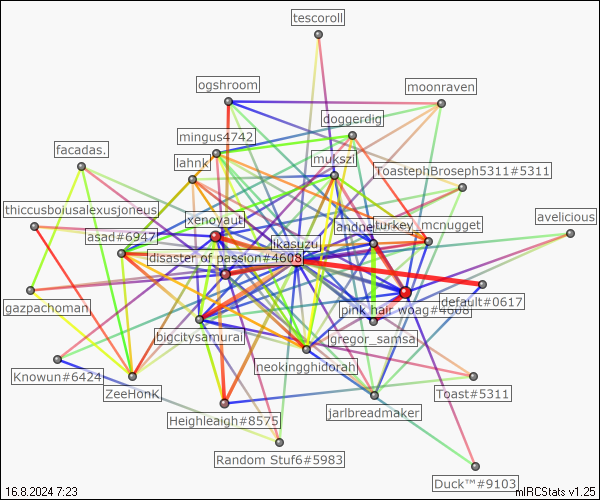 tescoroll
ogshroom
moonraven
doggerdig
mingus4742
facadas.
lahnk
mukszi
ToastephBroseph5311#5311
thiccusboiusalexusjoneus
xenoyaut
turkey_mcnugget
avelicious
asad#6947
likasuzu
disaster of passion#4608
default#0617
gazpachoman
pink hair woag#4608
bigcitysamurai
gregor_samsa
neokingghidorah
Knowun#6424
ZeeHonK
Toast#5311
Heighleaigh#8575
jarlbreadmaker
Random Stuf6#5983
Duck™#9103
16.8.2024 7:23
mIRCStats v1.25